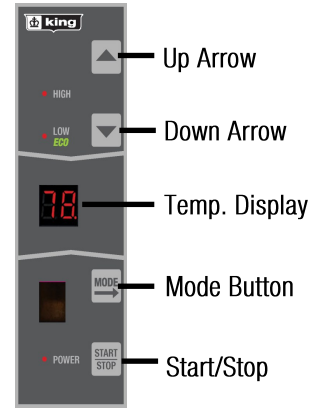 king
Up Arrow
HIGH
LOW
ECO
Down Arrow
78.
Temp. Display
MODE
Mode Button
POWER
START
STOP
Start/Stop